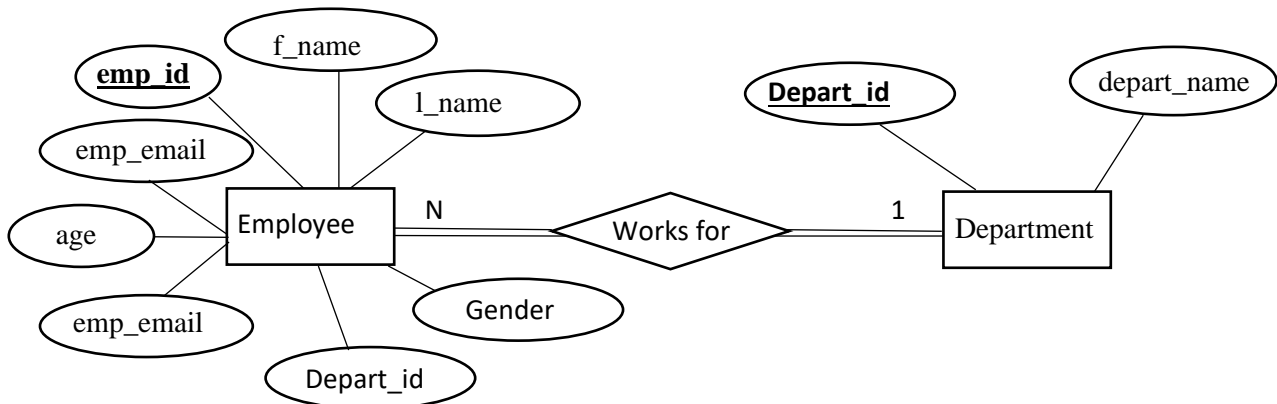 f_name
emp_id
l_name
emp_email
age
Employee
emp_email
Gender
Depart_id
N
Works for
1
Depart_id
depart_name
Department